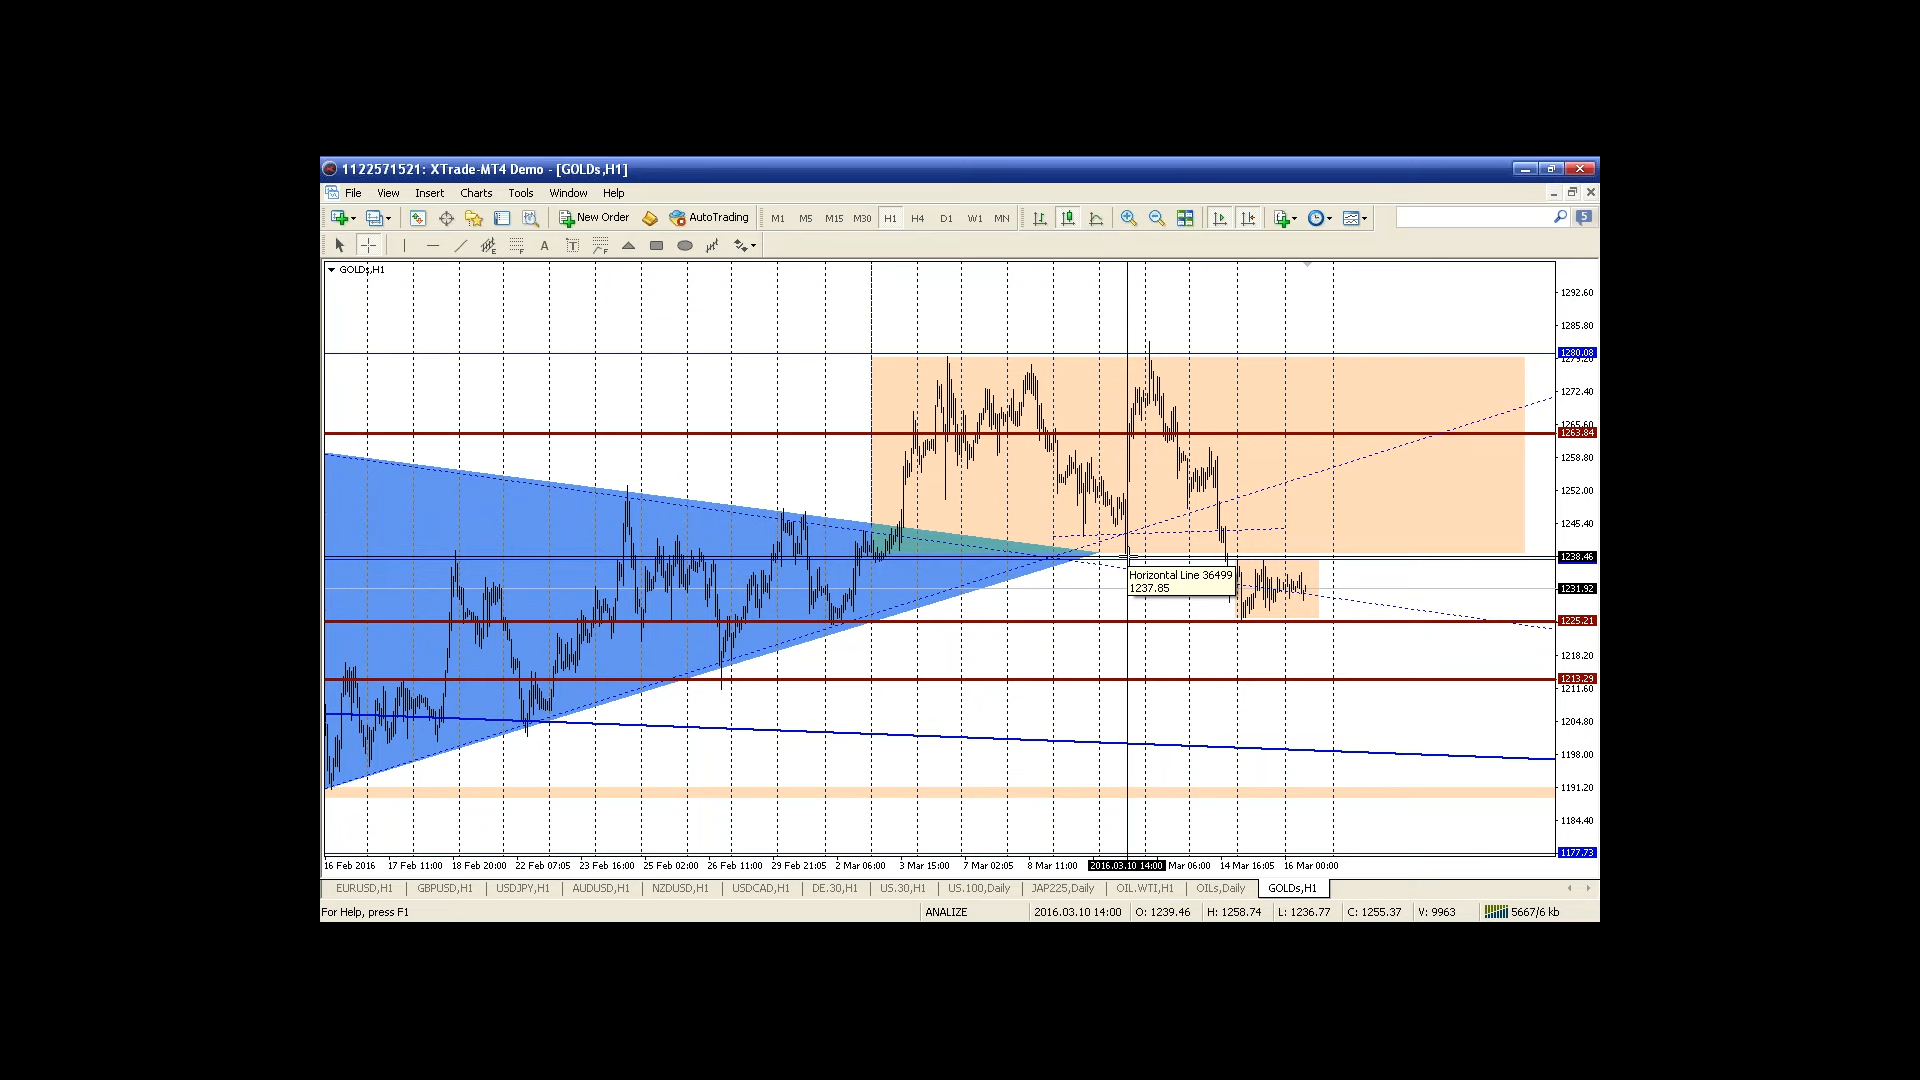 1122571521: XTrade-MT4 Demo - [GOLDs,H1]
File View Insert Charts Tools Window Help
New Order AutoTrading M1 M5 M15 M30 H1 H4 D1 W1 MN 5
A T
GOLDs,H1
1292.60
1285.80
1280.08
1279.20
1272.40
1265.60
1263.84
1258.80
1252.00
1245.40
1238.46
Horizontal Line 36499
1237.85
1231.92
1225.21
1218.20
1213.29
1211.60
1204.80
1198.00
1191.20
1184.40
1177.73
16 Feb 2016 17 Feb 11:00 18 Feb 20:00 22 Feb 07:05 23 Feb 16:00 25 Feb 02:00 26 Feb 11:00 29 Feb 21:05 2 Mar 06:00 3 Mar 15:00 7 Mar 02:05 8 Mar 11:00 2016.03.10 14:00 Mar 06:00 14 Mar 16:05 16 Mar 00:00
EURUSD,H1 GBPUSD,H1 USDJPY,H1 AUDUSD,H1 NZDUSD,H1 USDCAD,H1 DE.30,H1 US.30,H1 US.100,Daily JAP225,Daily OIL.WTI,H1 OILs,Daily GOLDs,H1
For Help, press F1 ANALIZE 2016.03.10 14:00 O: 1239.46 H: 1258.74 L: 1236.77 C: 1255.37 V: 9963 5667/6 kb